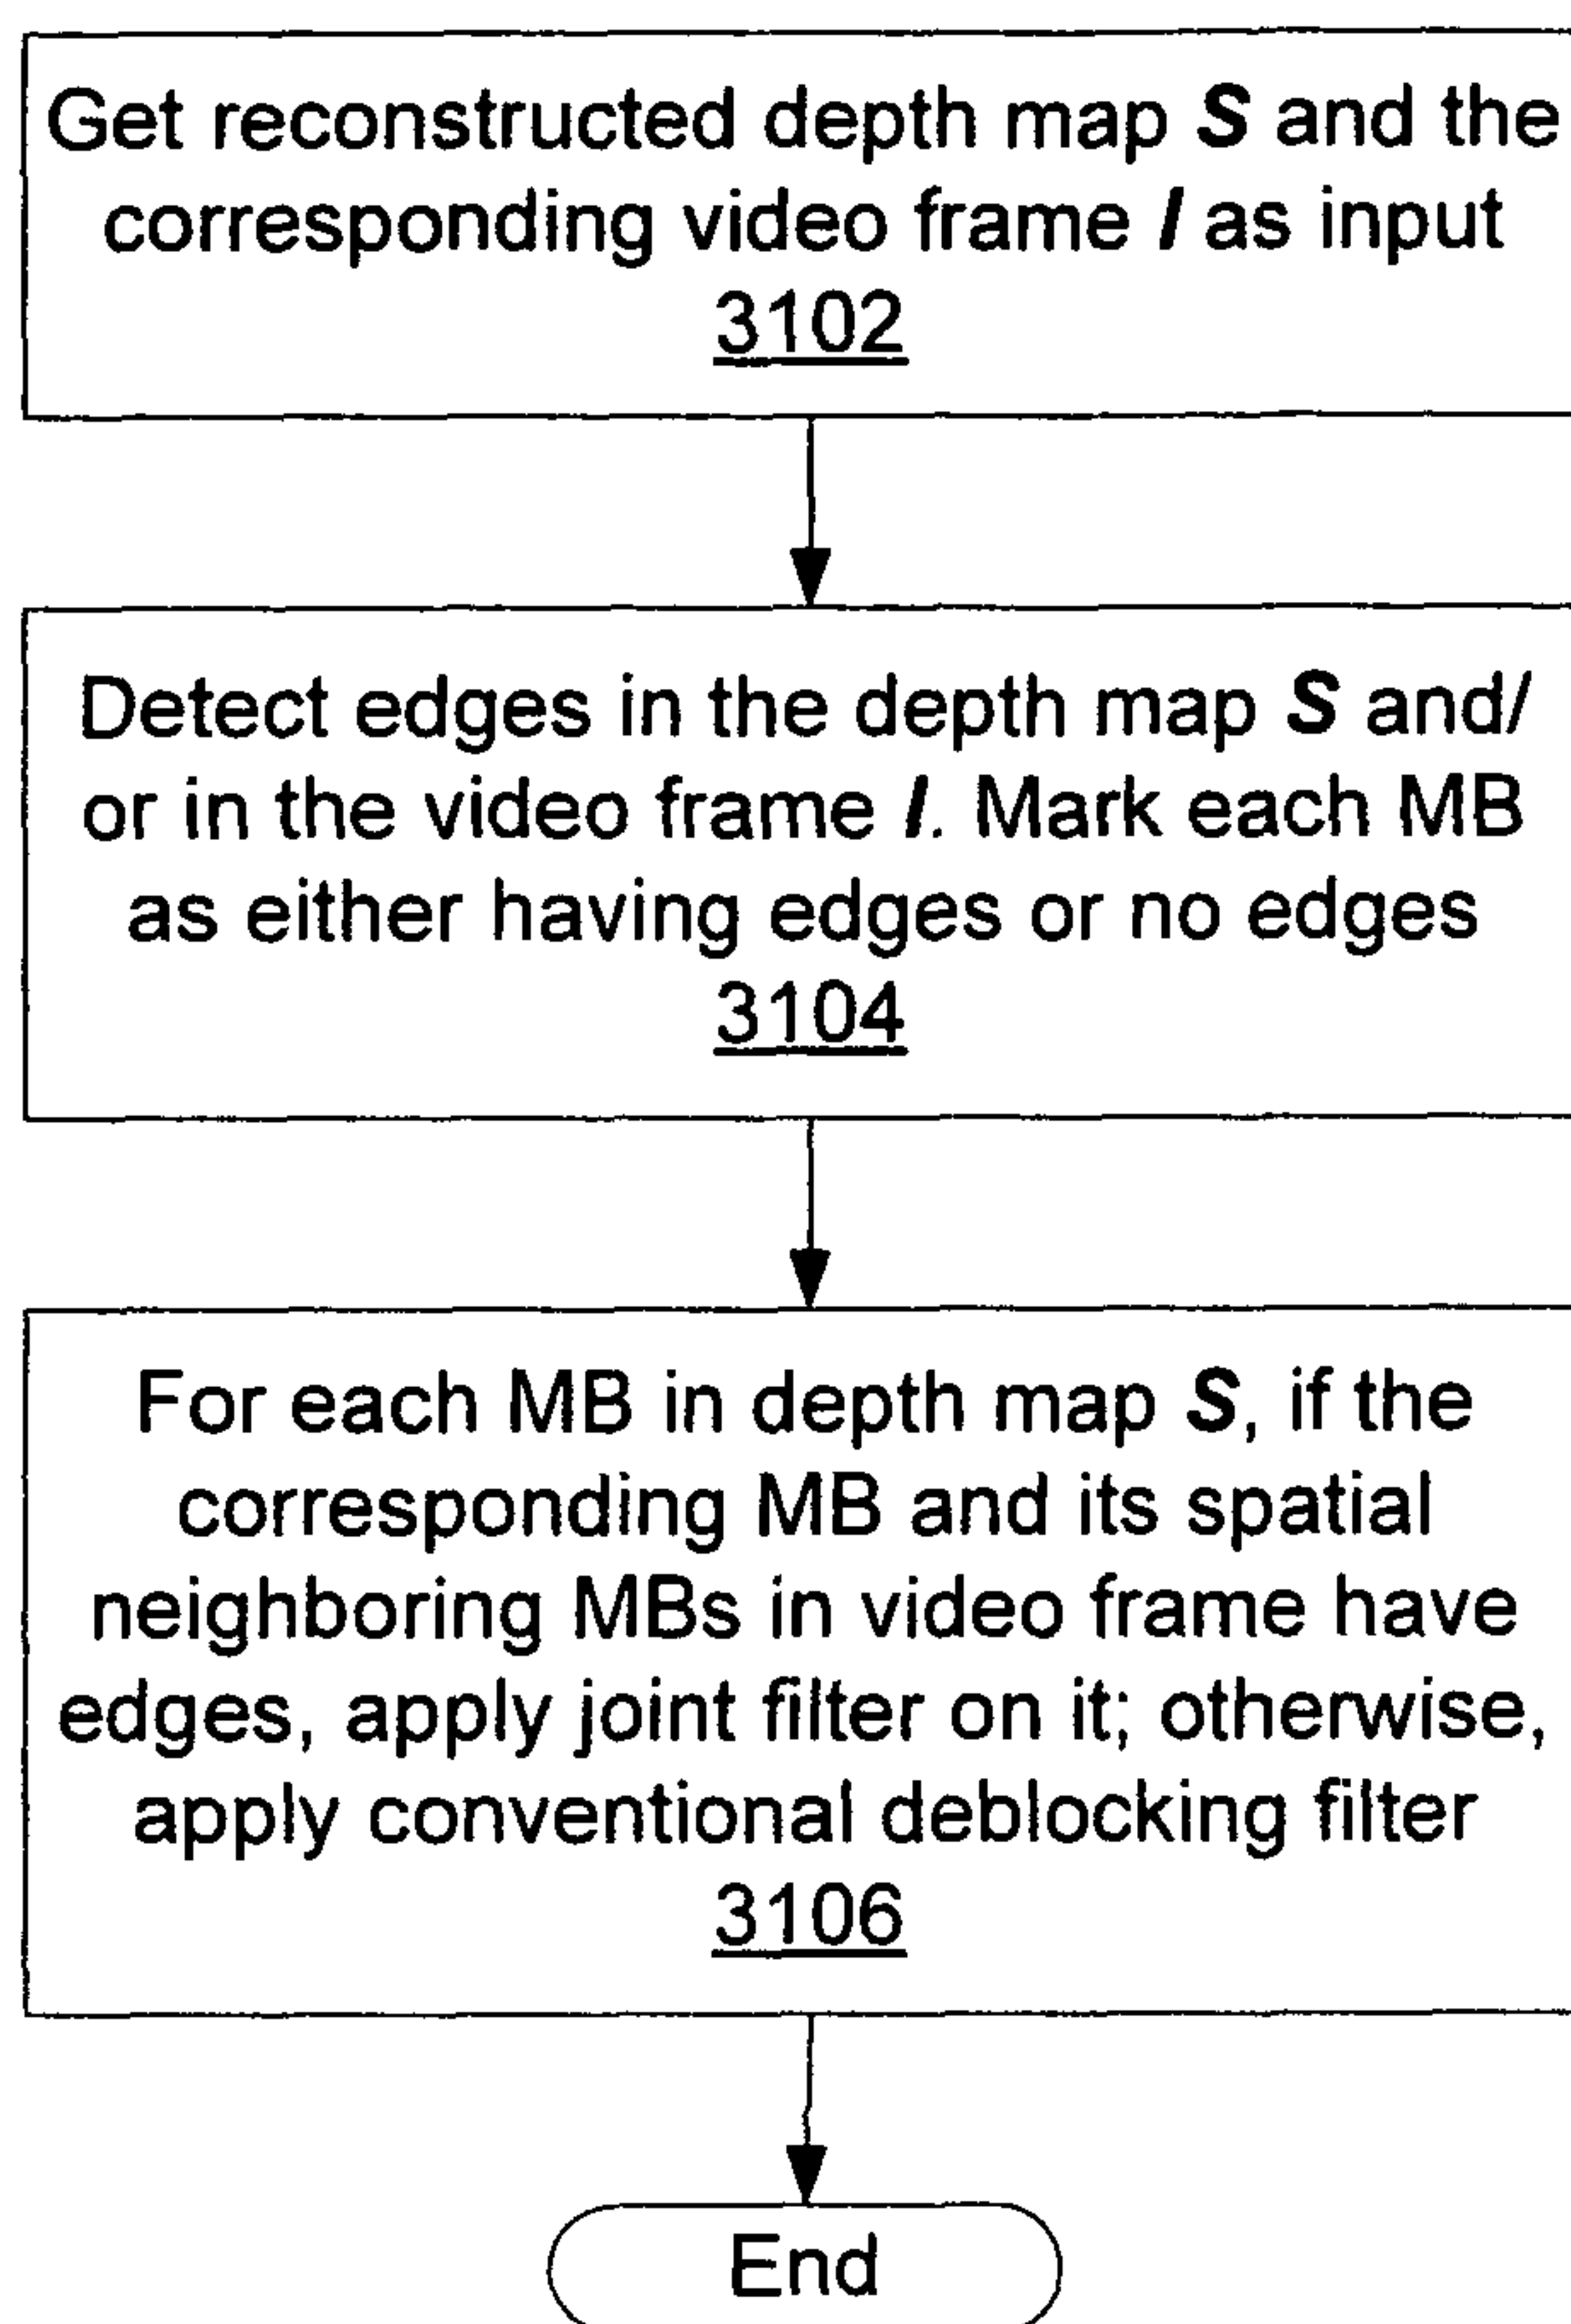 Get reconstructed depth map S and the
corresponding video frame I as input
3102
Detect edges in the depth map S and/
or in the video frame I. Mark each MB
as either having edges or no edges
3104
For each MB in depth map S, if the
corresponding MB and its spatial
neighboring MBs in video frame have
edges, apply joint filter on it; otherwise,
apply conventional deblocking filter
3106
End